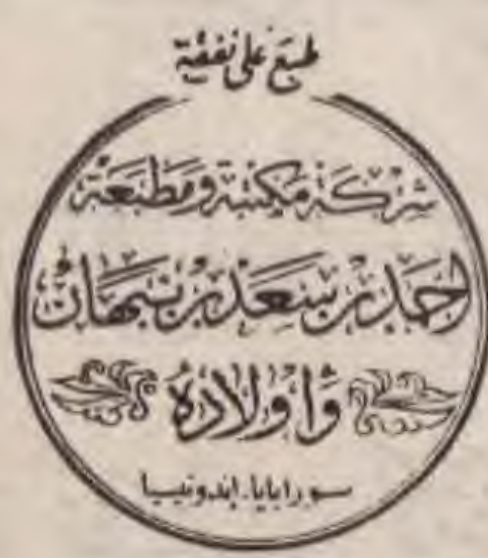 طبع على نفقة
شركة مكتبة ومطبعة
احمد بن سعد بن نبهان
واولاده
سورابايا. اندونيسيا